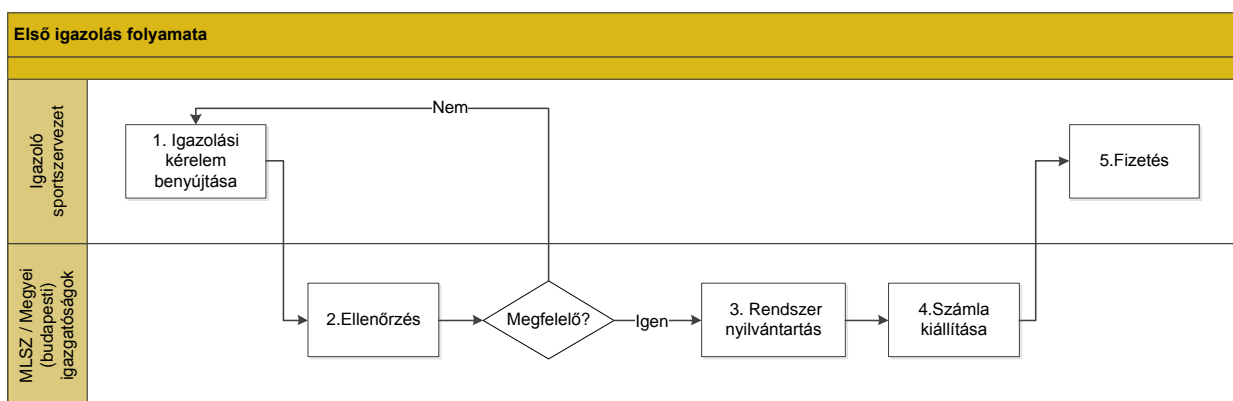 Első igazolás folyamata
Igazoló
sportszervezet
Nem
1. Igazolási
kérelem
benyújtása
5.Fizetés
MLSZ / Megyei
(budapesti)
igazgatóságok
2.Ellenőrzés
Megfelelő?
Igen
3. Rendszer
nyilvántartás
4.Számla
kiállítása